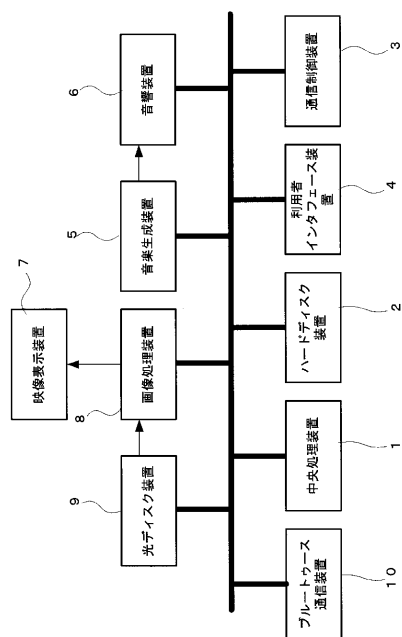 7
映像表示装置
9
光ディスク装置
8
画像処理装置
5
音楽生成装置
6
音響装置
10
ブルートゥース
通信装置
1
中央処理装置
2
ハードディスク
装置
4
利用者
インタフェース装
置
3
通信制御装置